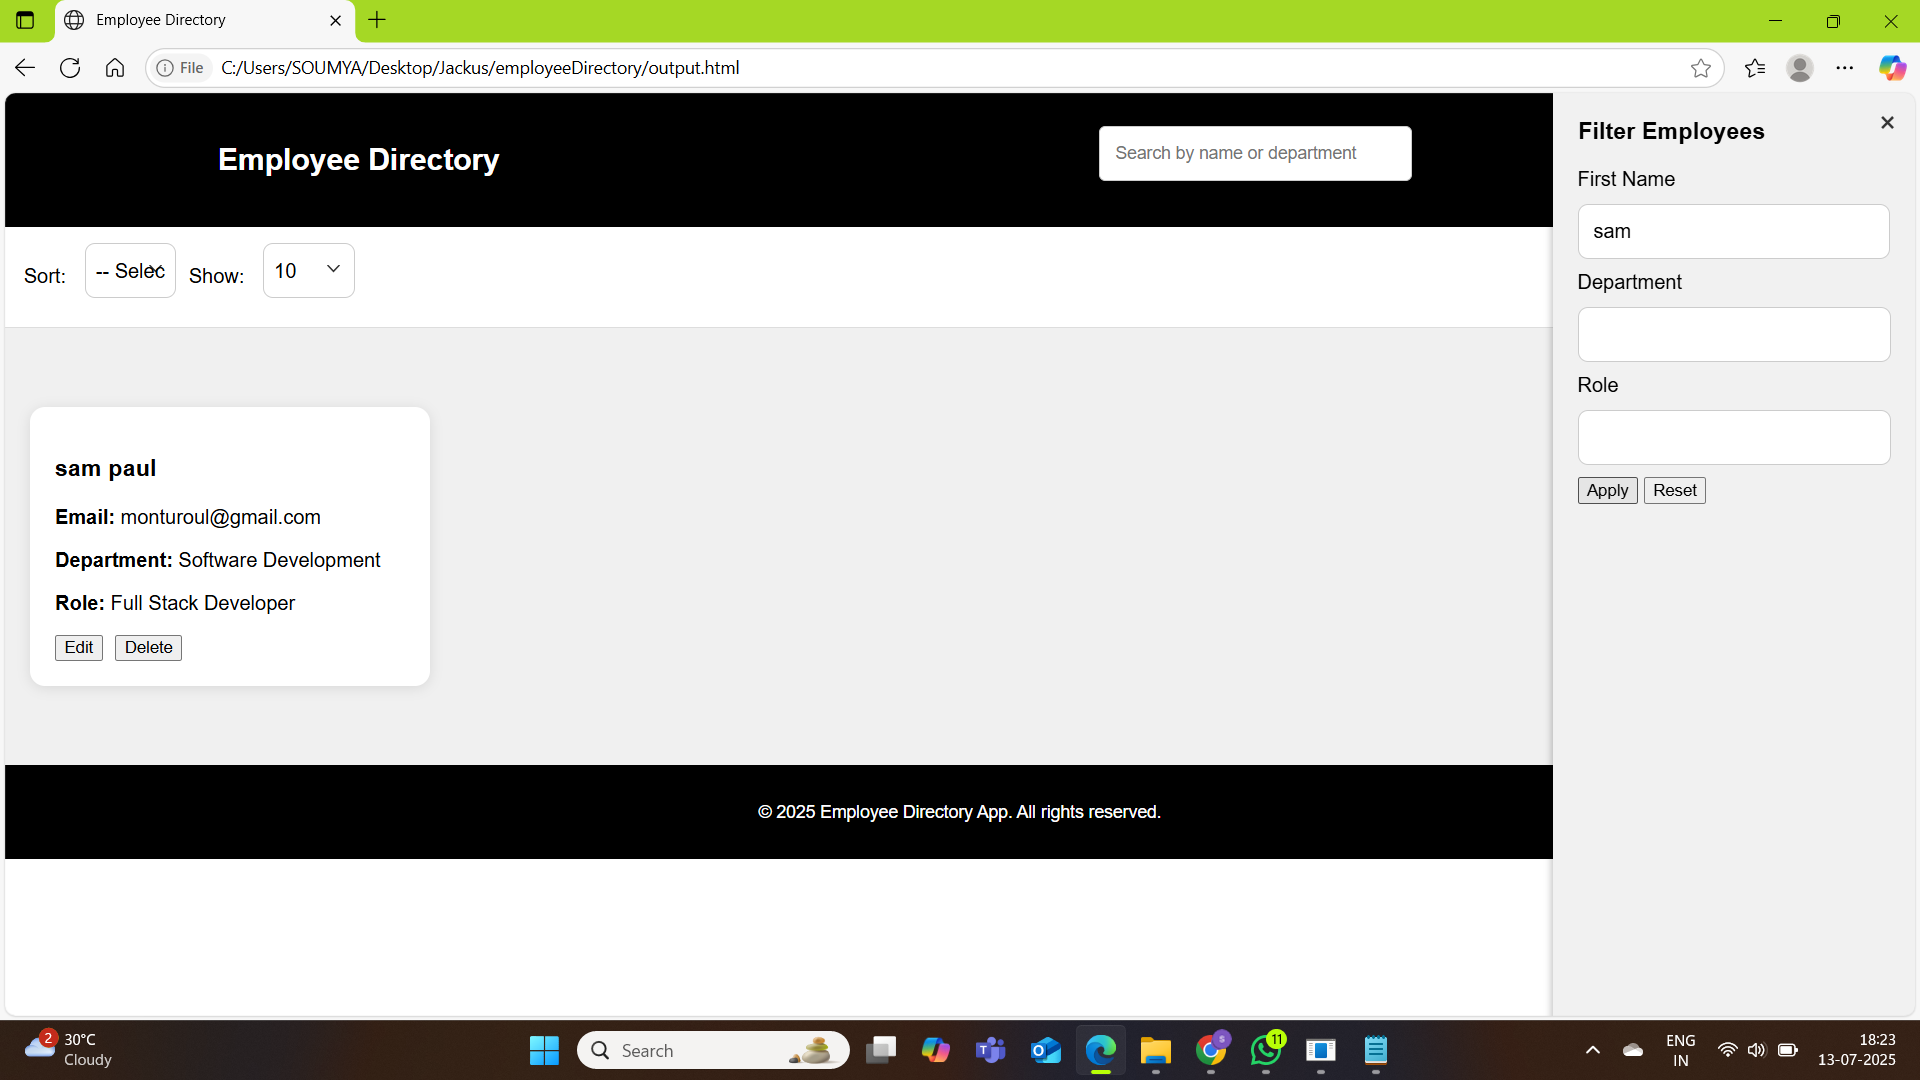 Employee Directory
File C:/Users/SOUMYA/Desktop/Jackus/employeeDirectory/output.html
Employee Directory
Search by name or department
Sort: -- Selec Show: 10
sam paul
Email: monturoul@gmail.com
Department: Software Development
Role: Full Stack Developer
Edit Delete
© 2025 Employee Directory App. All rights reserved.
Filter Employees
First Name
sam
Department
Role
Apply Reset
2
30°C
Cloudy
Search
T
O
S
11
ENG
IN
18:23
13-07-2025